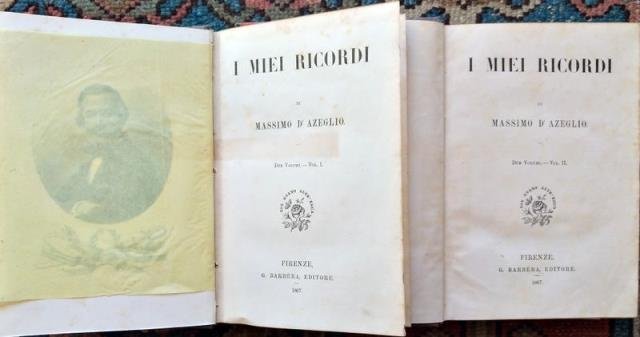 I MIEI RICORDI
DI
MASSIMO D'AZEGLIO.
DUE VOLUMI. — VOL. I.
FIRENZE,
G. BARBÈRA, EDITORE.
1867.
I MIEI RICORDI
DI
MASSIMO D'AZEGLIO.
DUE VOLUMI. — VOL. II.
FIRENZE,
G. BARBÈRA, EDITORE.
1867.